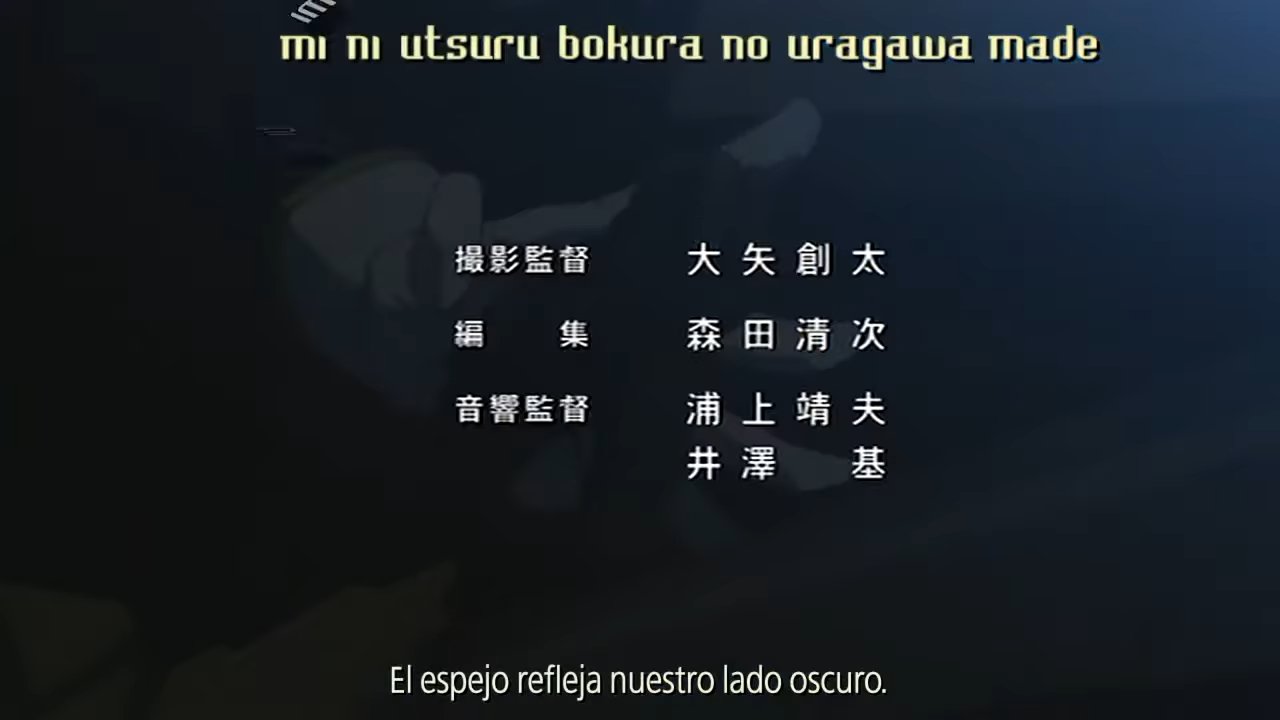 mi ni utsuru bokura no uragawa made
撮影監督 大矢創太
編集 森田清次
音響監督 浦上靖夫
井澤基
El espejo refleja nuestro lado oscuro.